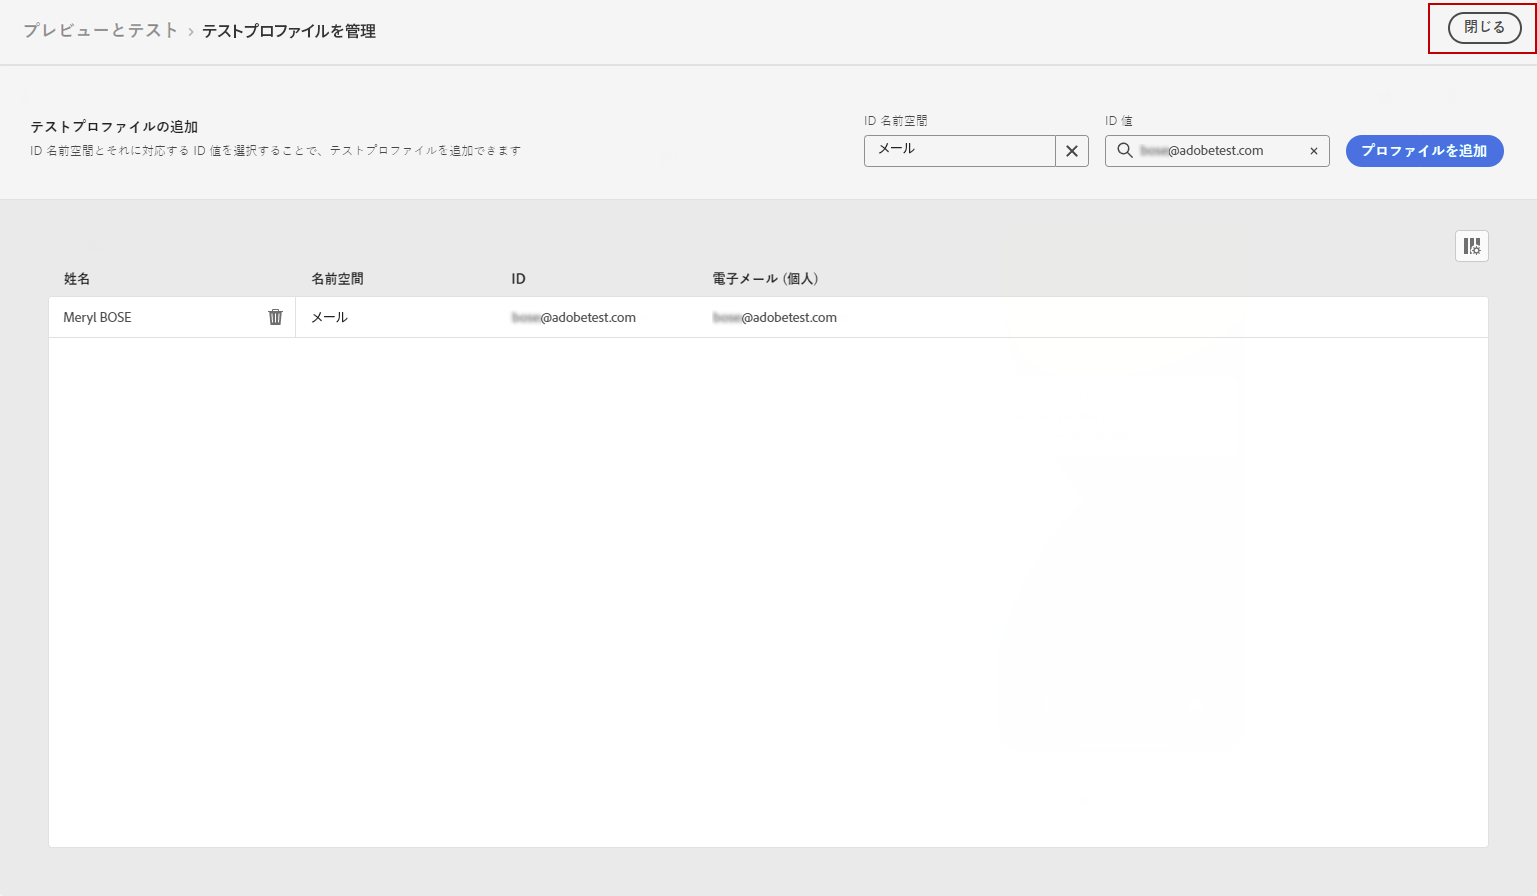 プレビューとテスト › テストプロファイルを管理
閉じる
テストプロファイルの追加
ID 名前空間とそれに対応する ID 値を選択することで、テストプロファイルを追加できます
ID 名前空間
メール
ID 値
@adobetest.com
プロファイルを追加
姓名 名前空間 ID 電子メール (個人)
Meryl BOSE メール @adobetest.com @adobetest.com